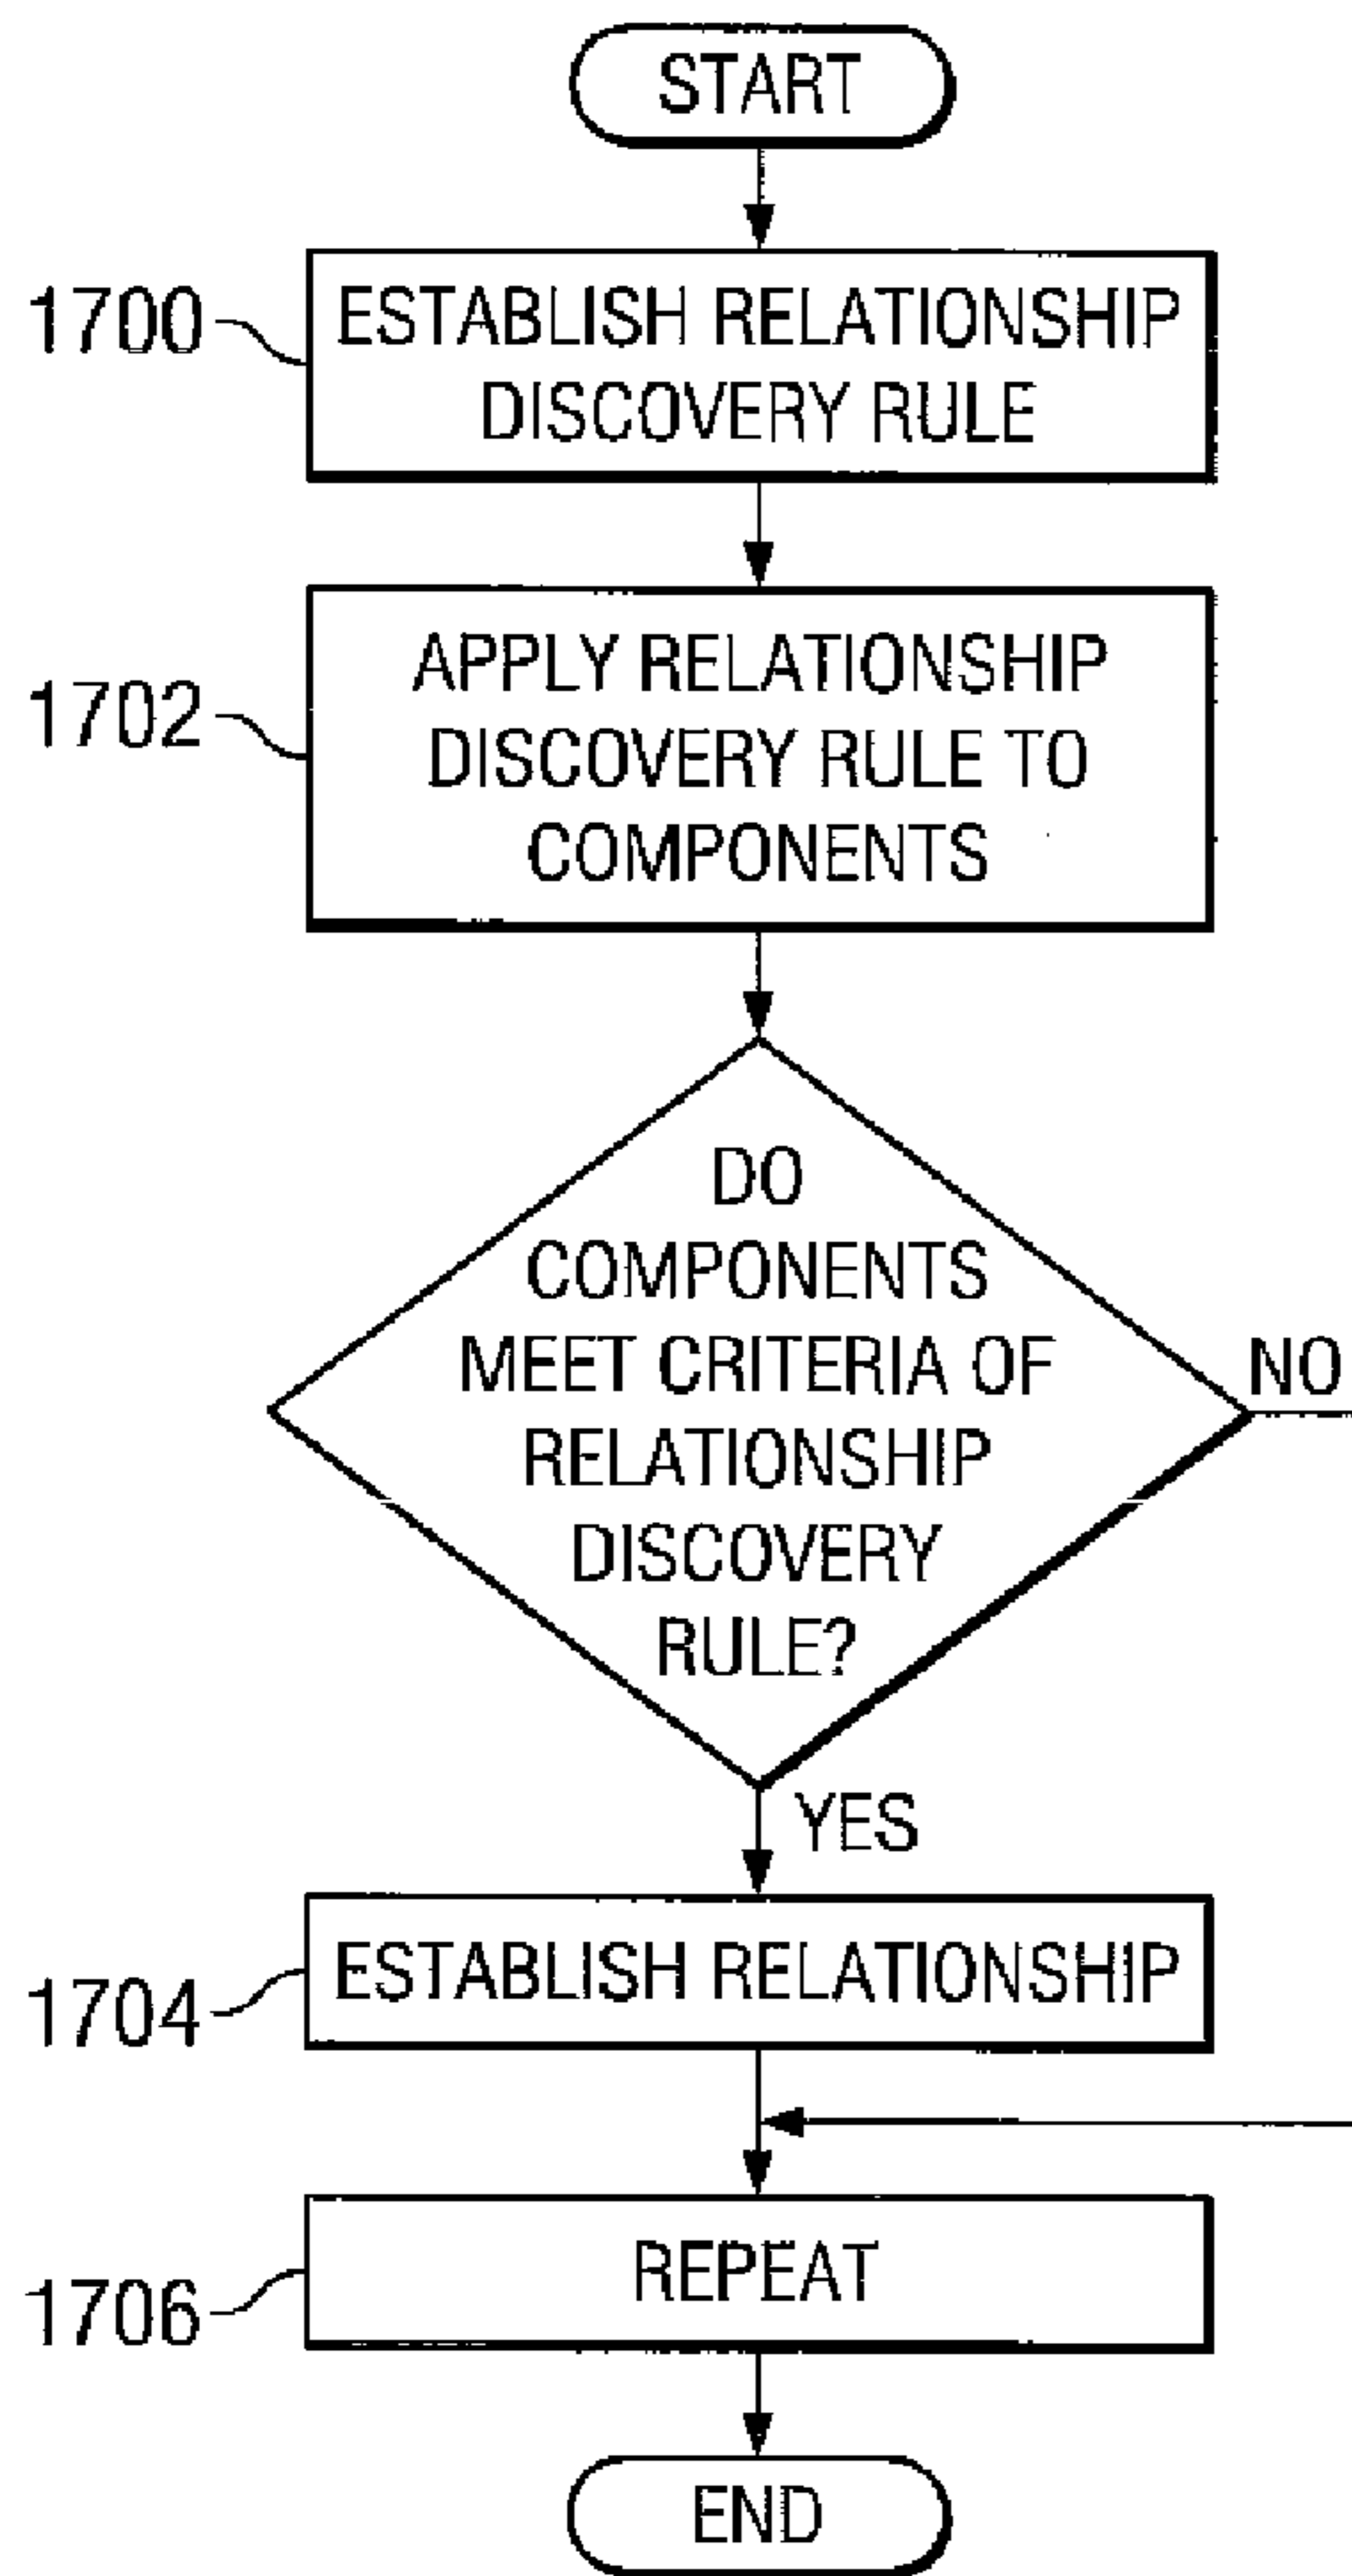 START
1700
ESTABLISH RELATIONSHIP
DISCOVERY RULE
1702
APPLY RELATIONSHIP
DISCOVERY RULE TO
COMPONENTS
DO
COMPONENTS
MEET CRITERIA OF
RELATIONSHIP
DISCOVERY
RULE?
NO
YES
1704
ESTABLISH RELATIONSHIP
1706
REPEAT
END